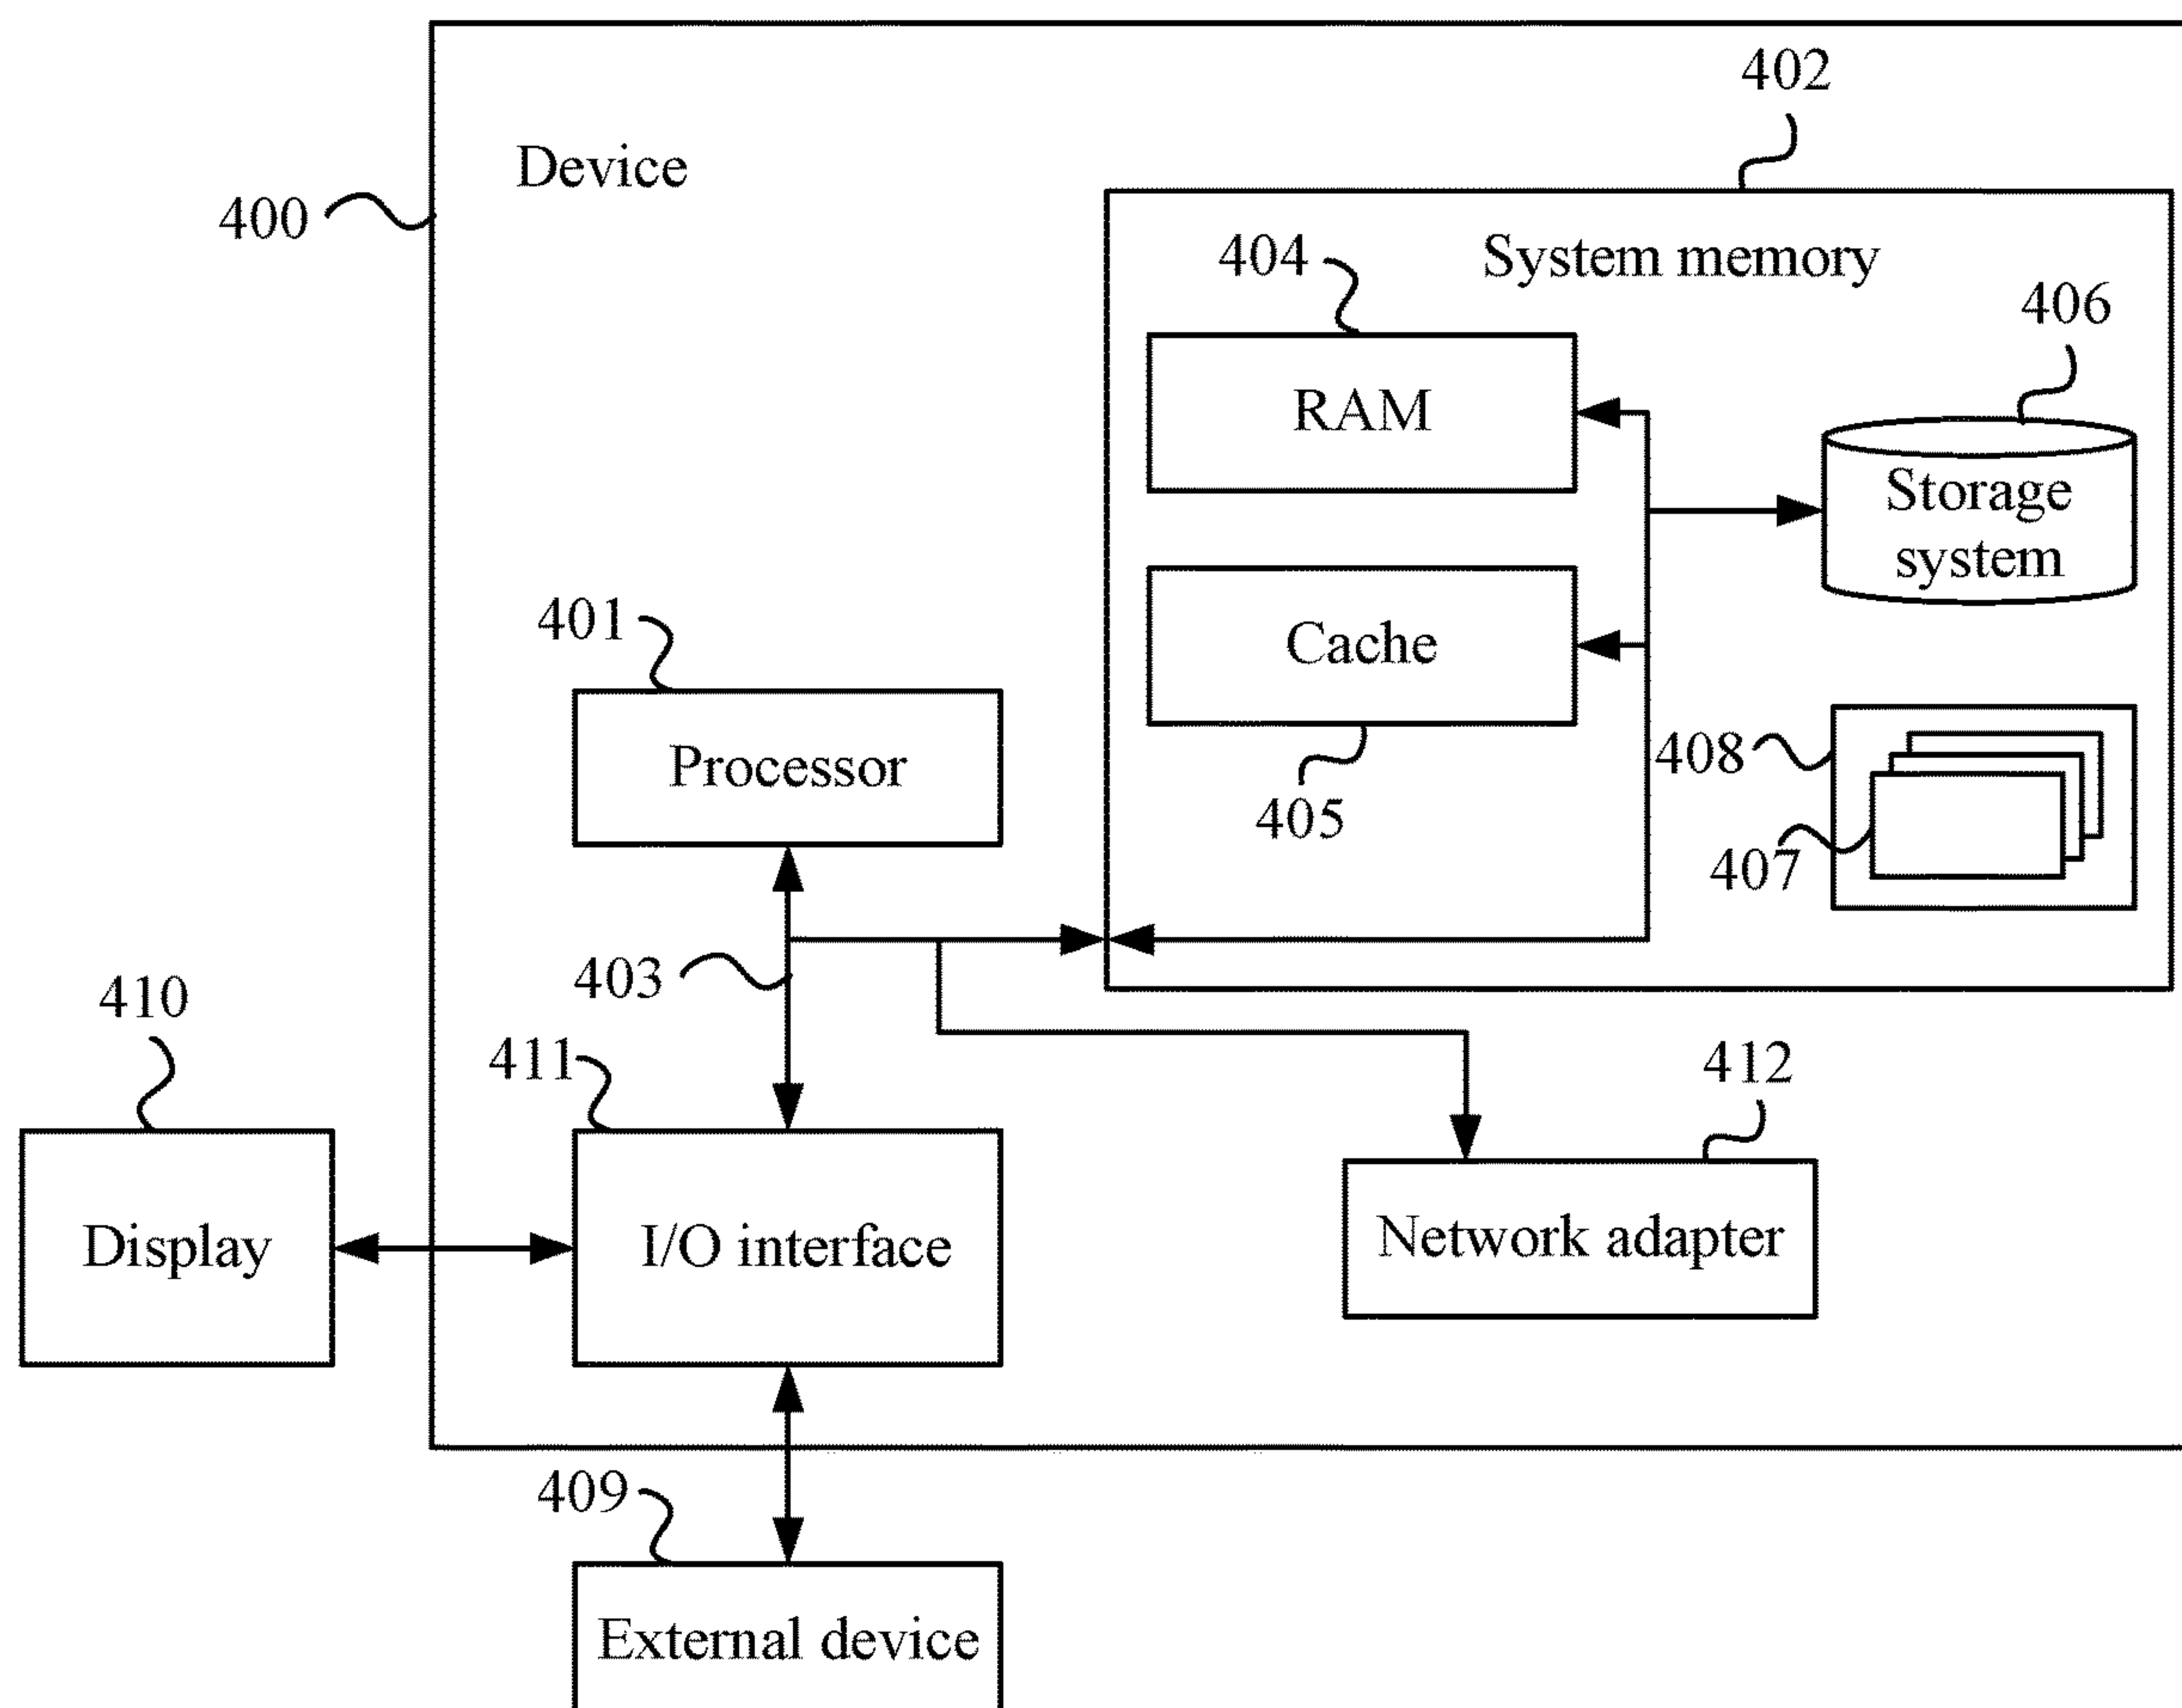 402
Device
400
404
System memory
406
RAM
Storage
system
401
Cache
408
Processor
405
407
403
410
411
412
Display
I/O interface
Network adapter
409
External device